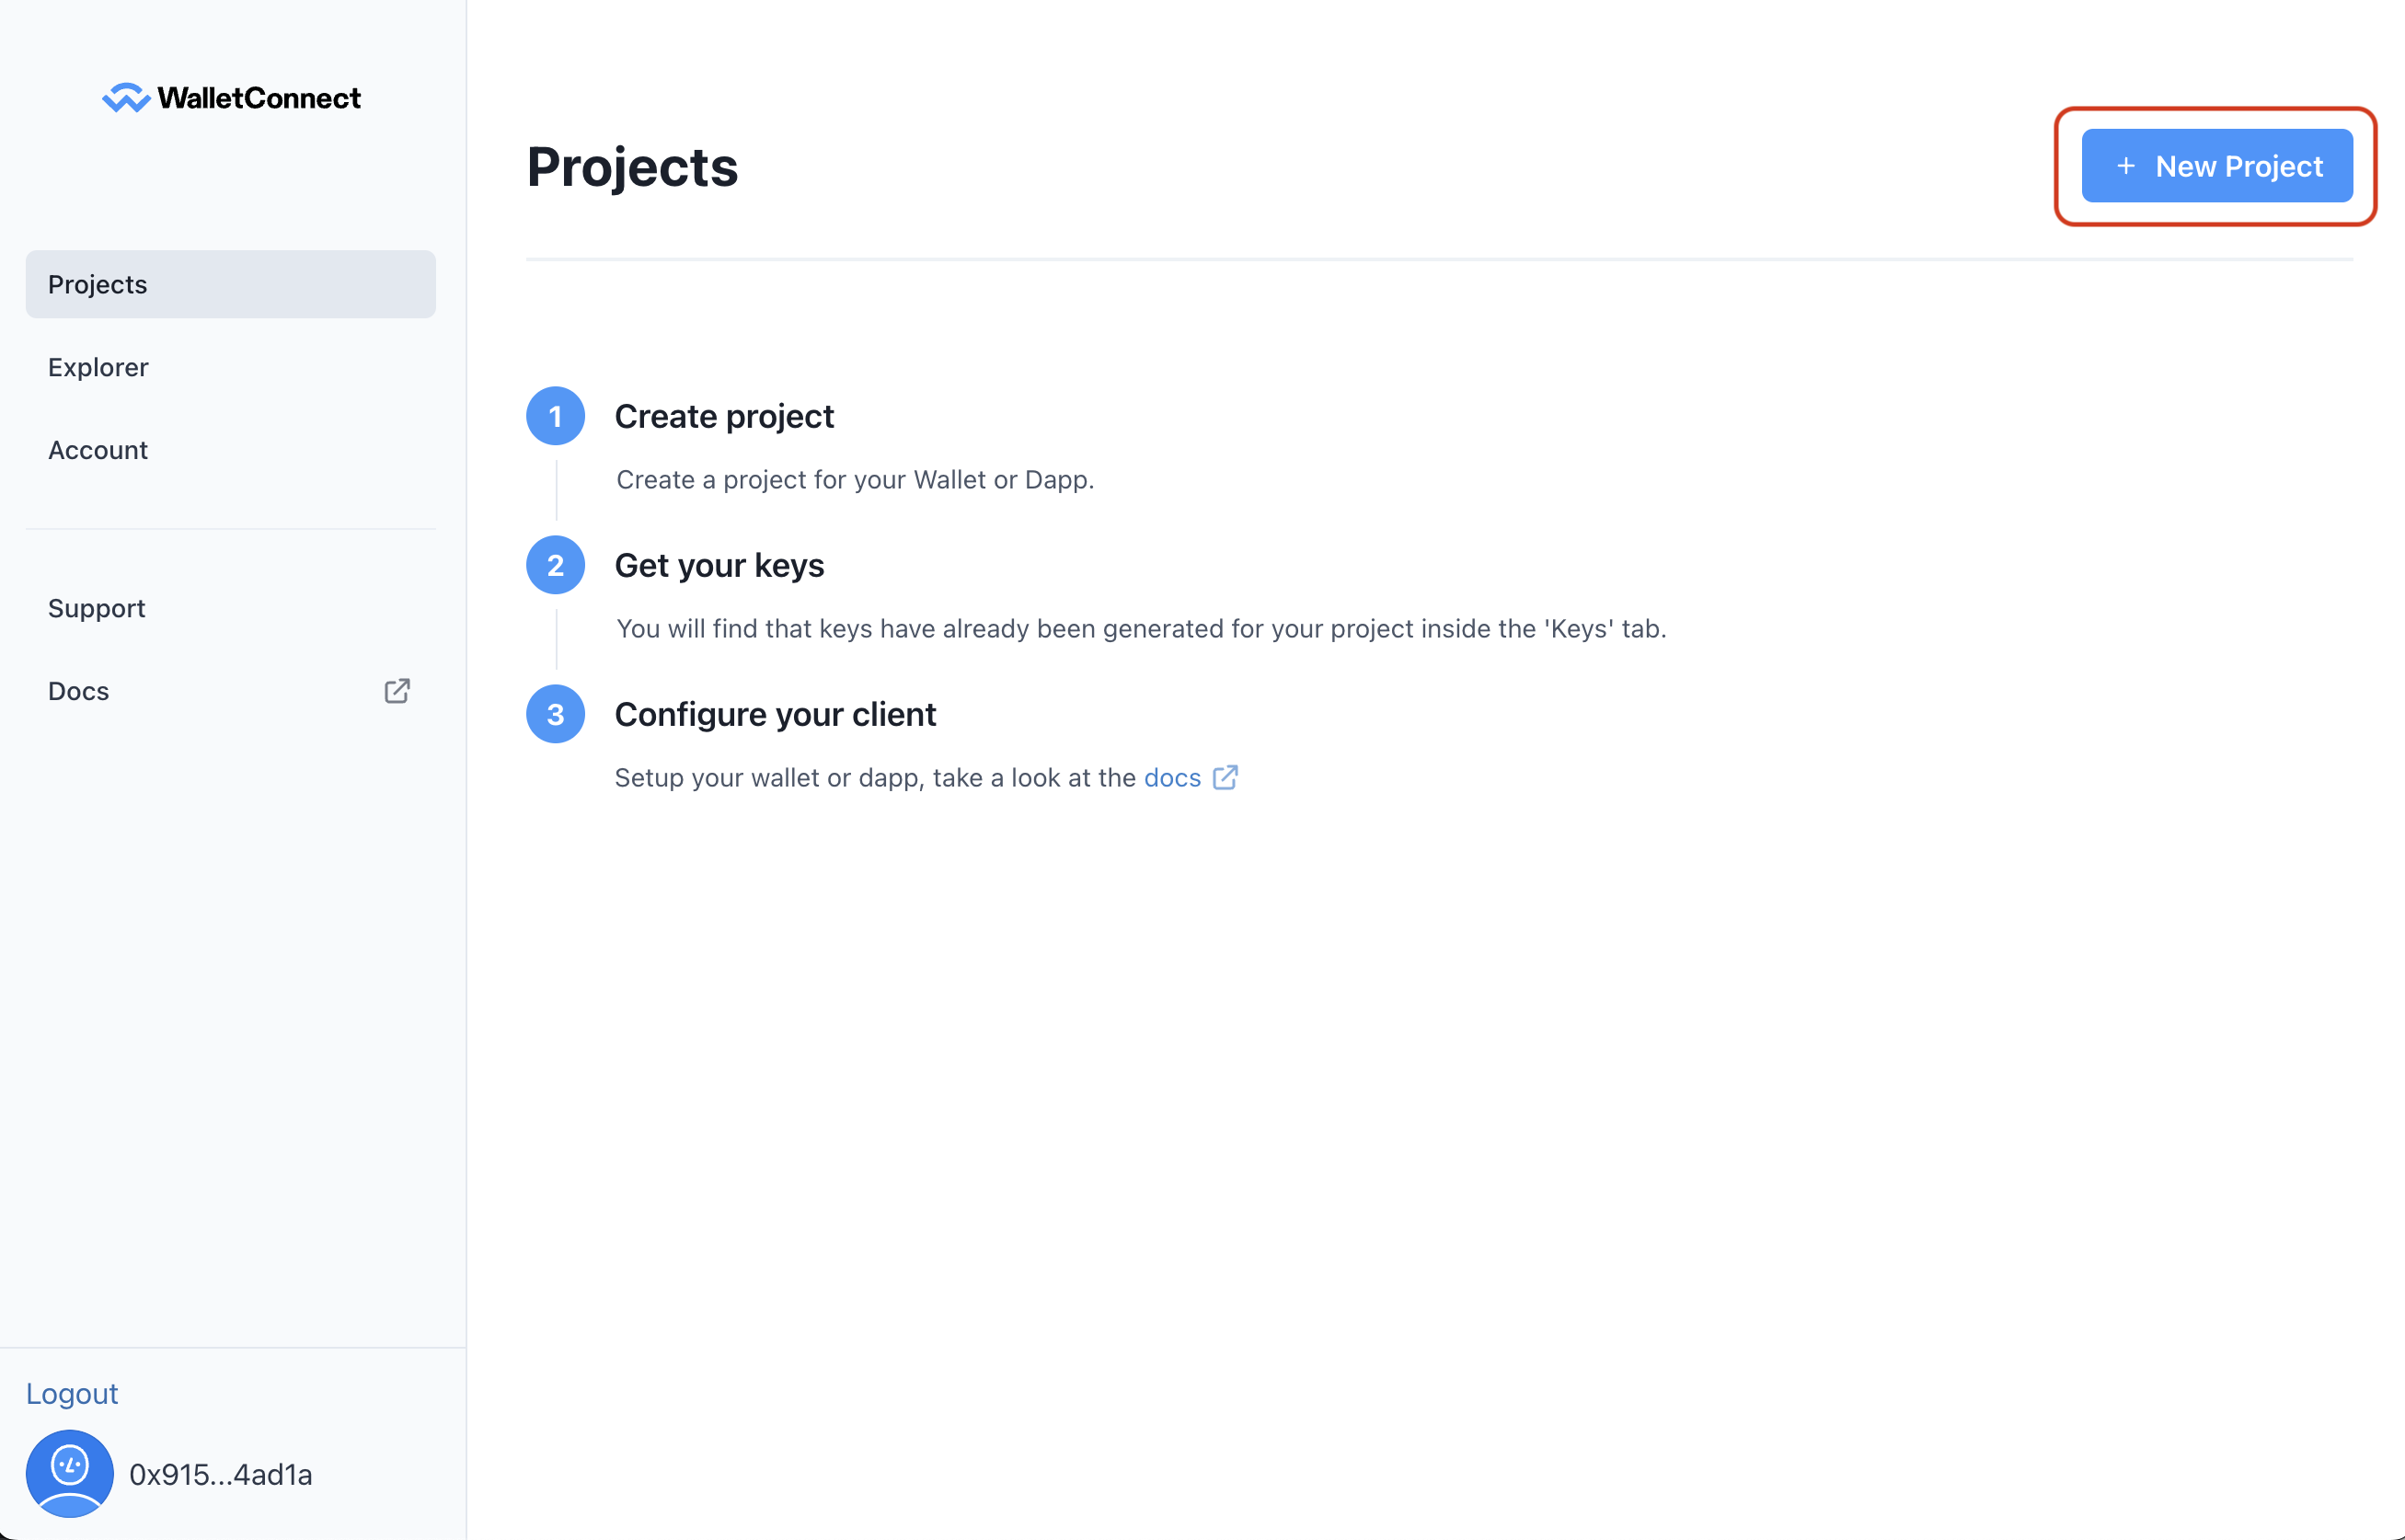 WalletConnect
Projects
Explorer
Account
Support
Docs
Logout
0x915...4ad1a
Projects
+ New Project
1 Create project
Create a project for your Wallet or Dapp.
2 Get your keys
You will find that keys have already been generated for your project inside the 'Keys' tab.
3 Configure your client
Setup your wallet or dapp, take a look at the docs